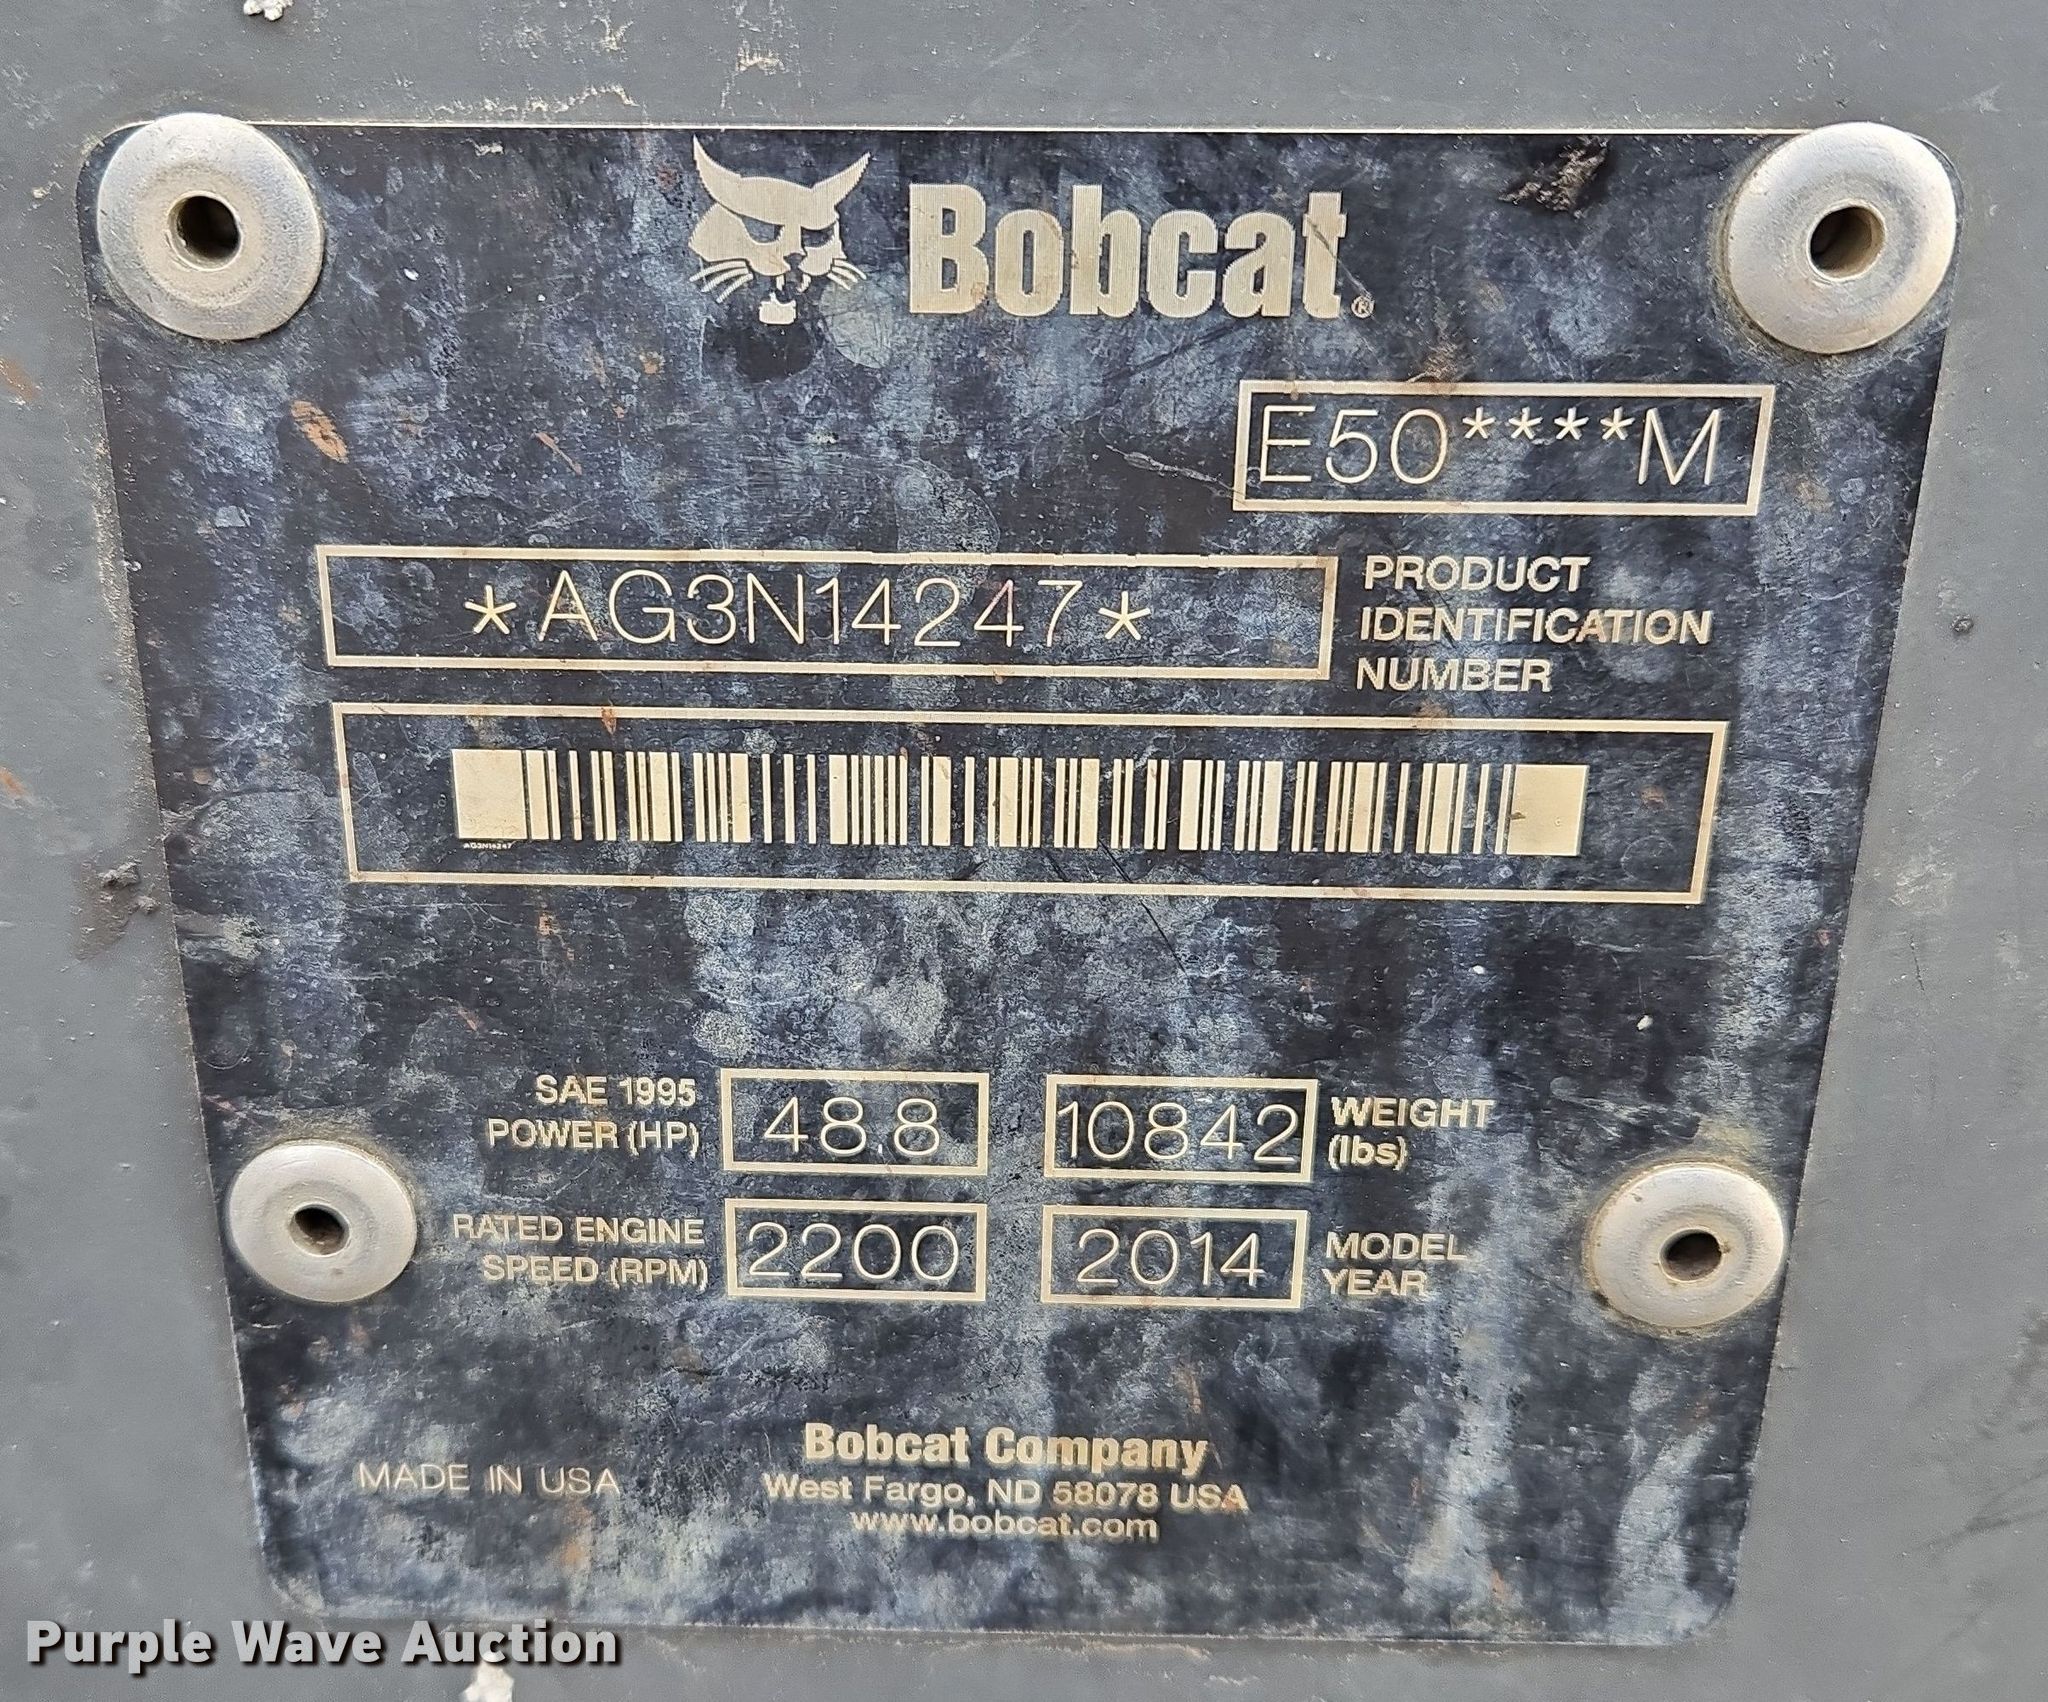 Bobcat®
E50****M
*AG3N14247*
PRODUCT
IDENTIFICATION
NUMBER
AG3N14247
SAE 1995
POWER (HP)
48.8
10842
WEIGHT
(lbs)
RATED ENGINE
SPEED (RPM)
2200
2014
MODEL
YEAR
MADE IN USA
Bobcat Company
West Fargo, ND 58078 USA
www.bobcat.com
Purple Wave Auction